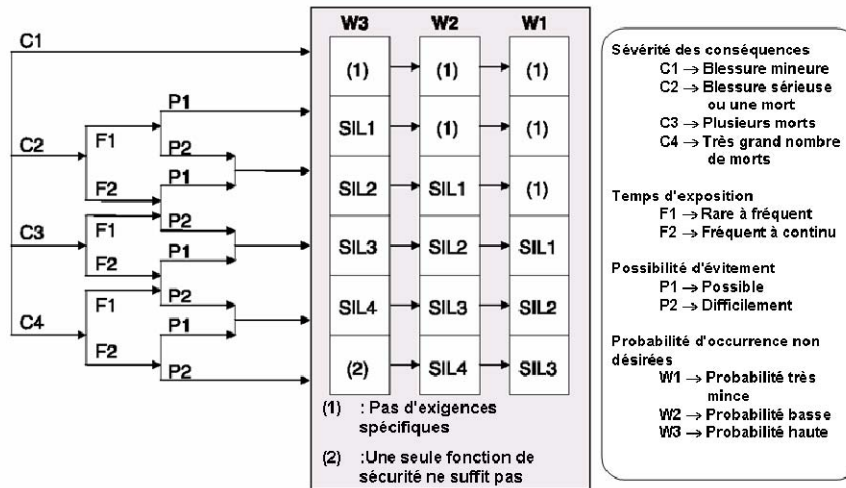 W3 W2 W1
C1
(1) (1) (1)
P1
SIL1 (1) (1)
F1
C2
P2
SIL2 SIL1 (1)
F2
P1
P2
C3
F1
P1
SIL3 SIL2 SIL1
F2
P1
P2
F1
SIL4 SIL3 SIL2
C4
P1
F2
P2
(2) SIL4 SIL3
(1) : Pas d'exigences
spécifiques
(2) :Une seule fonction de
sécurité ne suffit pas
Sévérité des conséquences
C1 → Blessure mineure
C2 → Blessure sérieuse
ou une mort
C3 → Plusieurs morts
C4 → Très grand nombre
de morts
Temps d'exposition
F1 → Rare à fréquent
F2 → Fréquent à continu
Possibilité d'évitement
P1 → Possible
P2 → Difficilement
Probabilité d'occurrence non
désirées
W1 → Probabilité très
mince
W2 → Probabilité basse
W3 → Probabilité haute